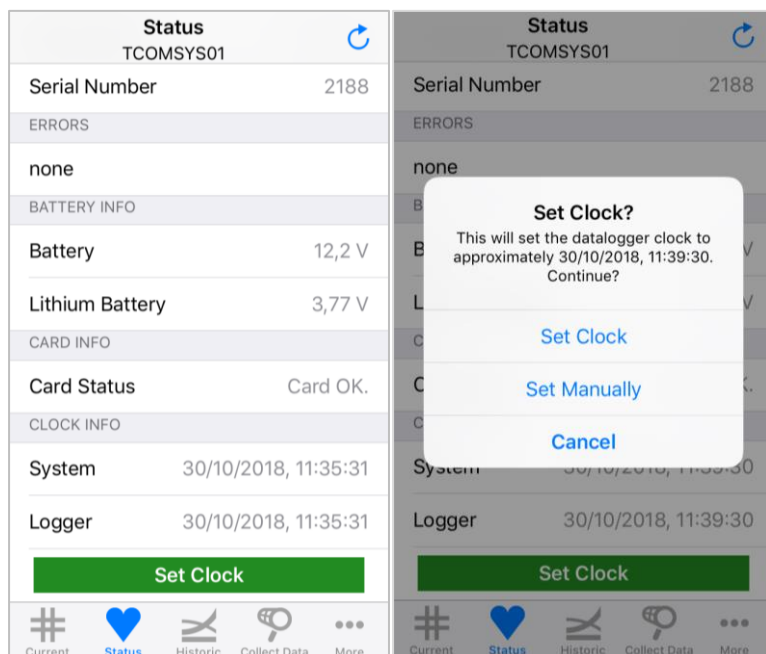 Status
TCOMSYS01
Serial Number 2188
ERRORS
none
BATTERY INFO
Battery 12,2 V
Lithium Battery 3,77 V
CARD INFO
Card Status Card OK.
CLOCK INFO
System 30/10/2018, 11:35:31
Logger 30/10/2018, 11:35:31
Set Clock
Current Status Historic Collect Data More
Status
TCOMSYS01
Serial Number 2188
ERRORS
none
B
Set Clock?
B This will set the datalogger clock to V
approximately 30/10/2018, 11:39:30.
Continue?
L V
C Set Clock
C Set Manually .
C
Cancel
System 30/10/2018, 11:39:30
Logger 30/10/2018, 11:39:30
Set Clock
Current Status Historic Collect Data More